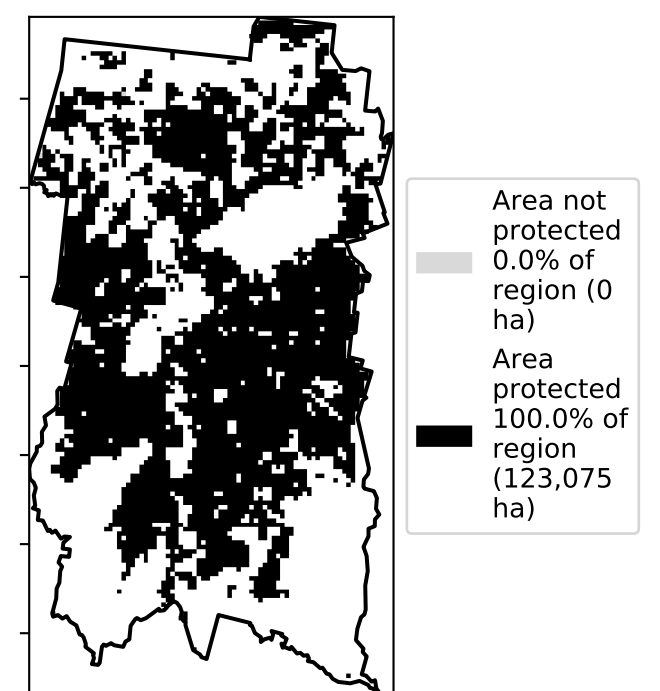 Area not
protected
0.0% of
region (0
ha)
Area
protected
100.0% of
region
(123,075
ha)